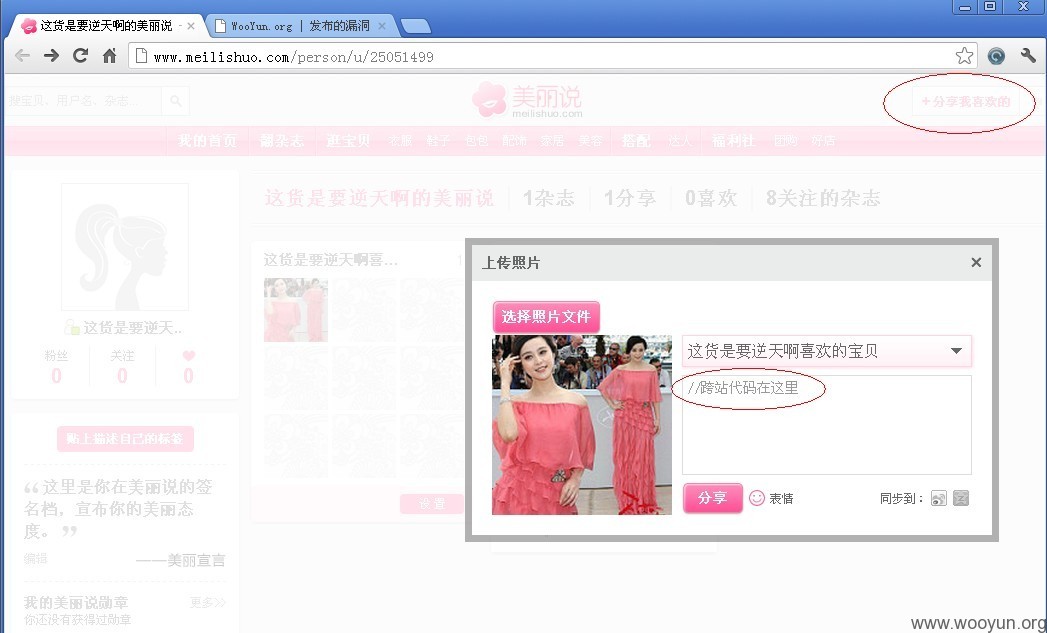 这货是要逆天啊的美丽说 -
WooYun.org | 发布的漏洞
www.meilishuo.com/person/u/25051499
搜宝贝、用户名、杂志...
美丽说
meilishuo.com
+分享我喜欢的
我的首页 翻杂志 逛宝贝 衣服 鞋子 包包 配饰 家居 美容 搭配 达人 福利社 团购 好店
这货是要逆天啊的美丽说 1杂志 1分享 0喜欢 8关注的杂志
这货是要逆天..
粉丝 关注
0 0 0
贴上描述自己的标签
“这里是你在美丽说的签
名档，宣布你的美丽态
度。”
编辑 ——美丽宣言
我的美丽说勋章 更多>>
你还没有获得过勋章
这货是要逆天啊喜... 1
设置
上传照片
选择照片文件
这货是要逆天啊喜欢的宝贝
//跨站代码在这里
分享 表情 同步到：
www.wooyun.org